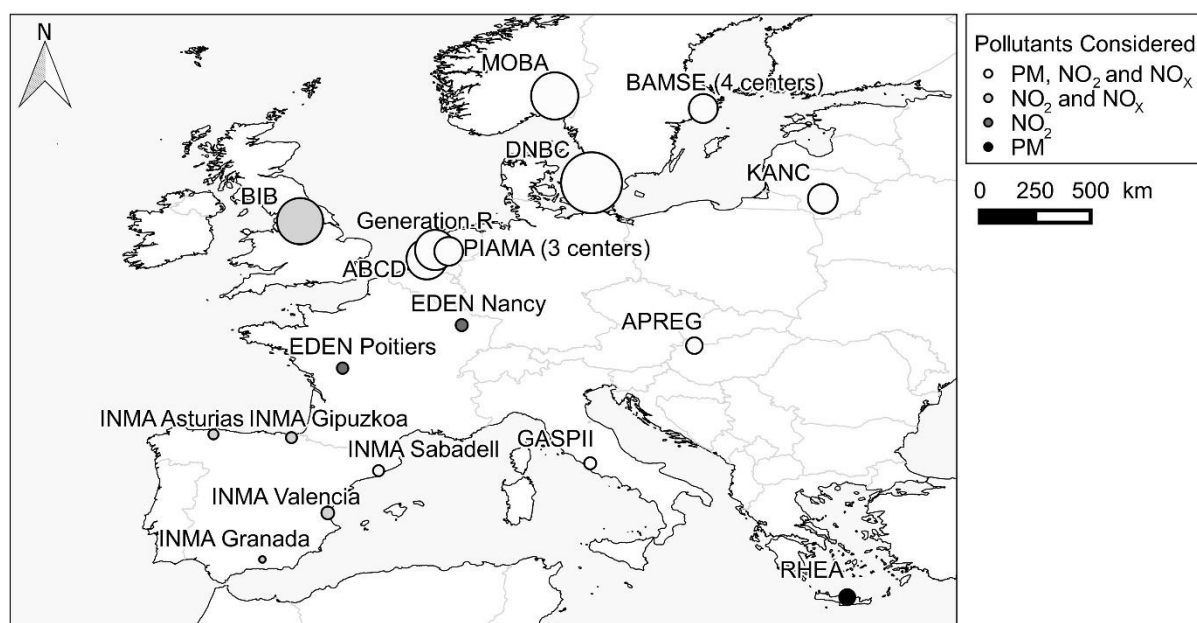 N
MOBA
BAMSE (4 centers)
DNBC
KANC
BIB
Generation R
PIAMA (3 centers)
ABCD
EDEN Nancy
APREG
EDEN Poitiers
INMA Asturias INMA Gipuzkoa
GASPII
INMA Sabadell
INMA Valencia
INMA Granada
RHEA
Pollutants Considered
PM, NO₂ and NOₓ
NO₂ and NOₓ
NO₂
PM
0 250 500 km